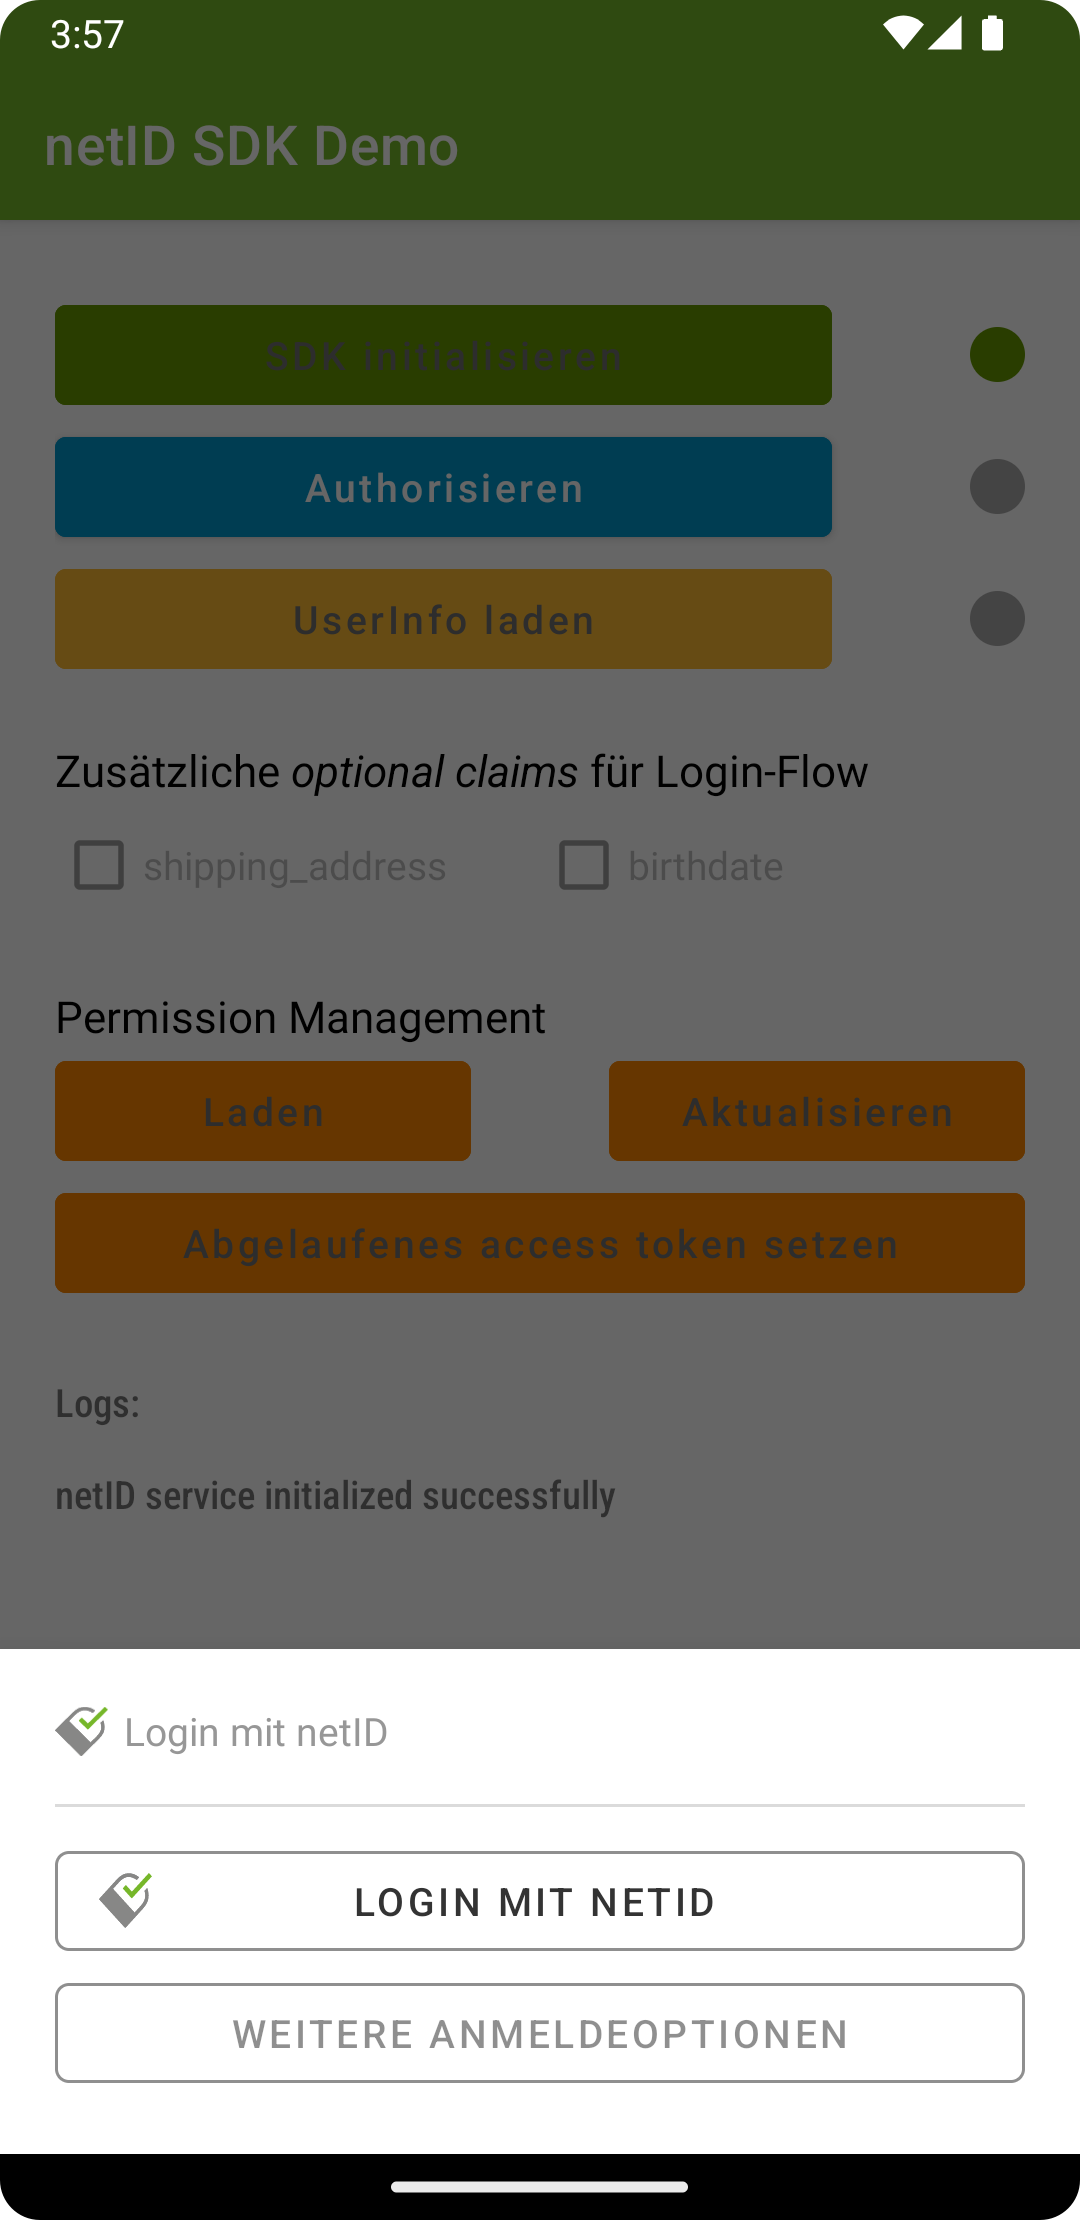 3:57
netID SDK Demo
SDK initialisieren
Authorisieren
UserInfo laden
Zusätzliche optional claims für Login-Flow
shipping_address birthdate
Permission Management
Laden Aktualisieren
Abgelaufenes access token setzen
Logs:
netID service initialized successfully
Login mit netID
LOGIN MIT NETID
WEITERE ANMELDEOPTIONEN